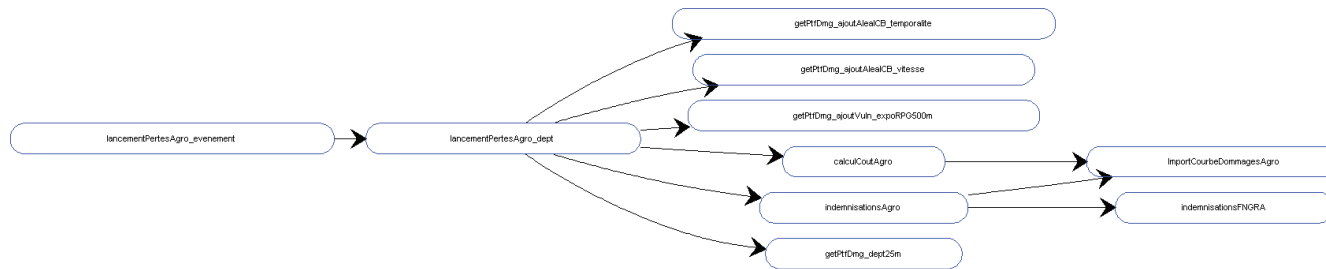 getPtfDmg_ajoutAleaICB_temporalite
getPtfDmg_ajoutAleaICB_vitesse
getPtfDmg_ajoutVuln_expoRPG500m
lancementPertesAgro_evenement
lancementPertesAgro_dept
calculCoutAgro
ImportCourbeDommagesAgro
indemnisationsAgro
indemnisationsFNGRA
getPtfDmg_dept25m